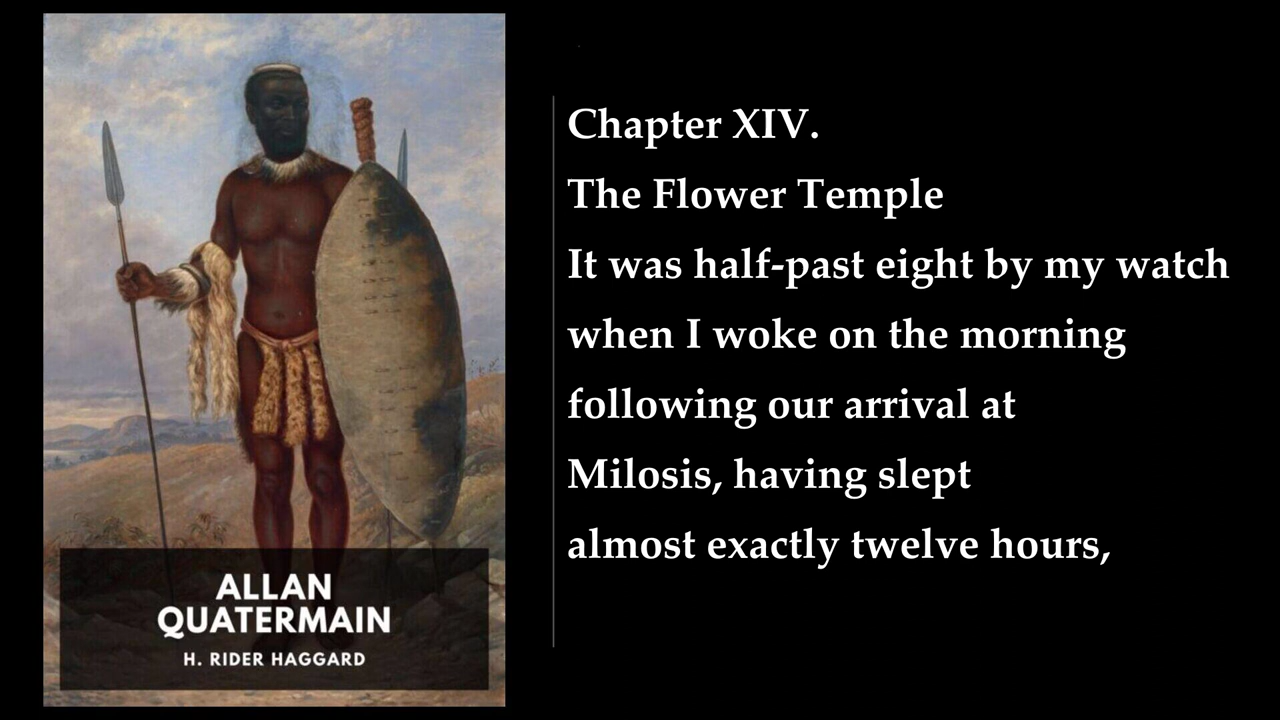 ALLAN
QUATERMAIN
H. RIDER HAGGARD
Chapter XIV.
The Flower Temple
It was half-past eight by my watch
when I woke on the morning
following our arrival at
Milosis, having slept
almost exactly twelve hours,